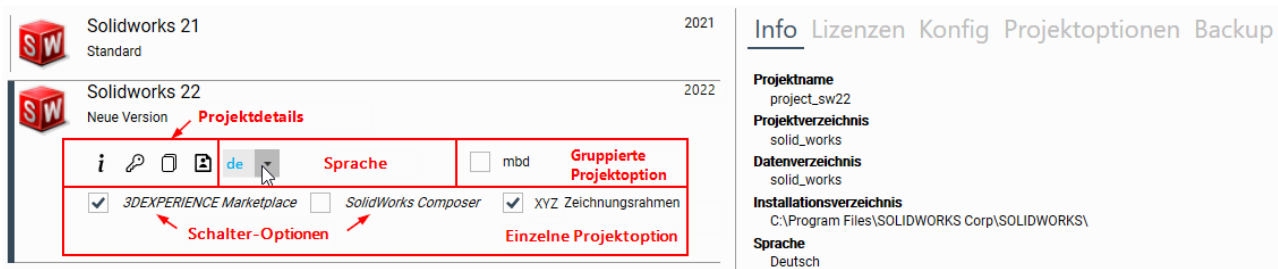 Solidworks 21
2021
Standard
Solidworks 22
2022
Neue Version
Projektdetails
i
de
Sprache
mbd
Gruppierte
Projektoption
3DEXPERIENCE Marketplace
SolidWorks Composer
XYZ Zeichnungsrahmen
Schalter-Optionen
Einzelne Projektoption
Info Lizenzen Konfig Projektoptionen Backup
Projektname
project_sw22
Projektverzeichnis
solid_works
Datenverzeichnis
solid_works
Installationsverzeichnis
C:\Program Files\SOLIDWORKS Corp\SOLIDWORKS\
Sprache
Deutsch